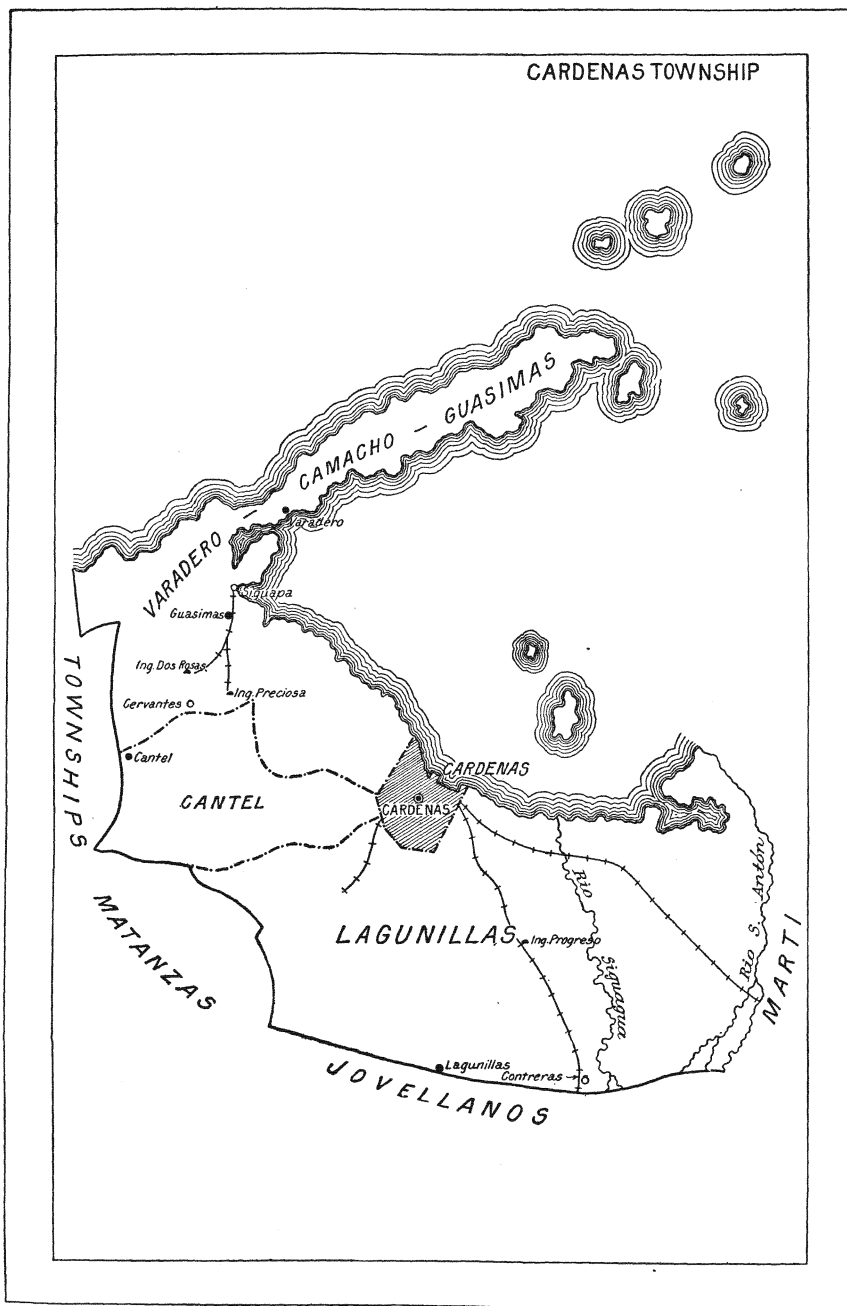 CARDENAS TOWNSHIP
VARADERO – CAMACHO – GUASIMAS
Varadero
Siguapa
Guasimas
Ing. Dos Rosas
Ing. Preciosa
Cervantes
Cantel
TOWNSHIPS
CANTEL
CARDENAS
CARDENAS
MATANZAS
LAGUNILLAS
Ing. Progreso
Rio Siguagua
Rio S. Antón
MARTI
Lagunillas
Contreras
JOVELLANOS